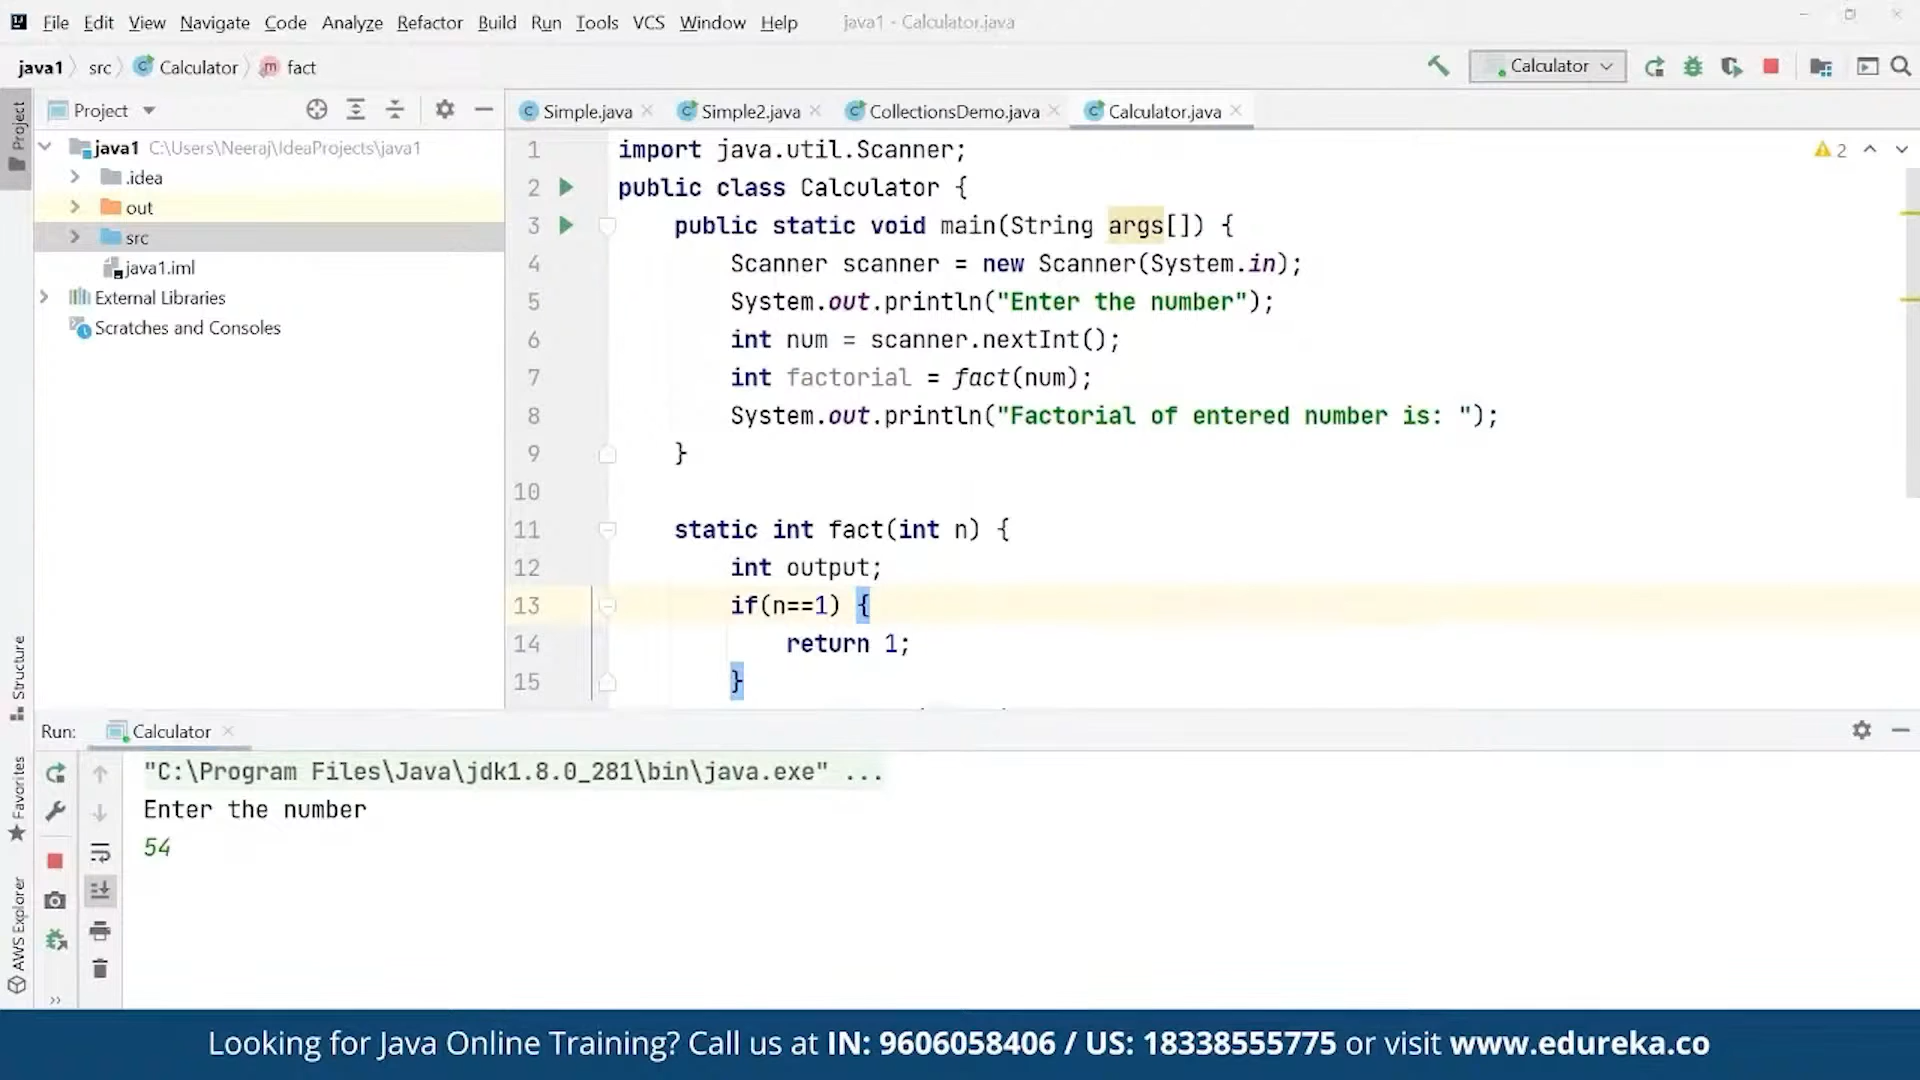 File Edit View Navigate Code Analyze Refactor Build Run Tools VCS Window Help java1 - Calculator.java
java1 src Calculator m fact Calculator
Project Simple.java Simple2.java CollectionsDemo.java Calculator.java
java1 C:\Users\Neeraj\IdeaProjects\java1
.idea
out
src
java1.iml
External Libraries
Scratches and Consoles
1 import java.util.Scanner;
2 public class Calculator {
3 public static void main(String args[]) {
4 Scanner scanner = new Scanner(System.in);
5 System.out.println("Enter the number");
6 int num = scanner.nextInt();
7 int factorial = fact(num);
8 System.out.println("Factorial of entered number is: ");
9 }
10
11 static int fact(int n) {
12 int output;
13 if(n==1) {
14 return 1;
15 }
2
Project
Structure
Favorites
AWS Explorer
Run: Calculator
"C:\Program Files\Java\jdk1.8.0_281\bin\java.exe" ...
Enter the number
54
Looking for Java Online Training? Call us at IN: 9606058406 / US: 18338555775 or visit www.edureka.co